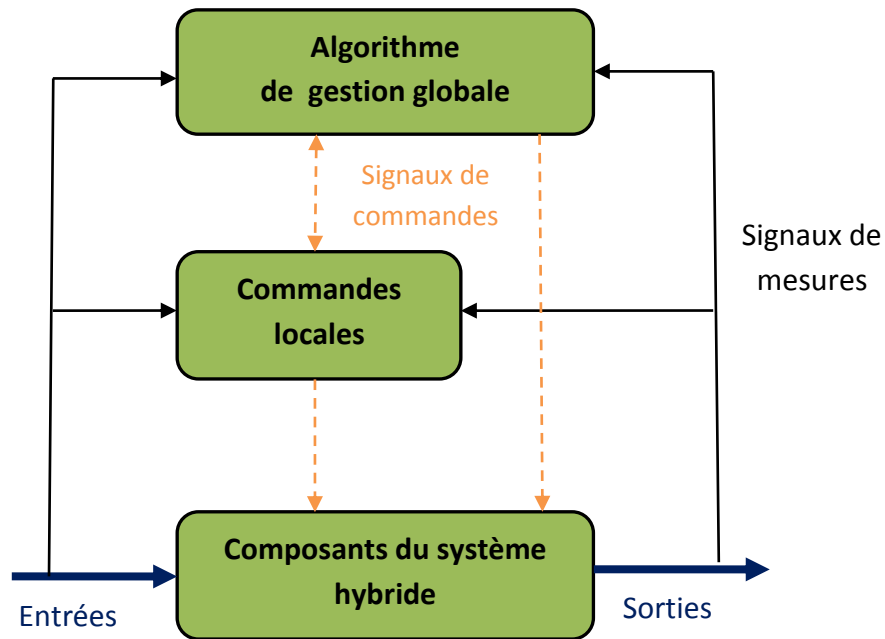 Algorithme
de gestion globale
Signaux de
commandes
Signaux de
mesures
Commandes
locales
Composants du système
hybride
Entrées
Sorties